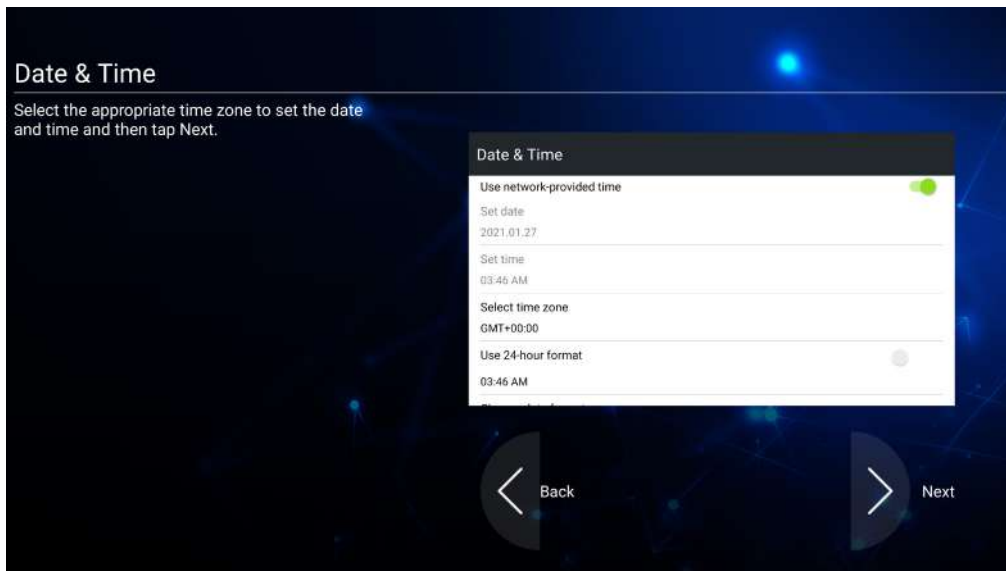 Date & Time
Select the appropriate time zone to set the date
and time and then tap Next.
Date & Time
Use network-provided time
Set date
2021.01.27
Set time
03:46 AM
Select time zone
GMT+00:00
Use 24-hour format
03:46 AM
Back
Next